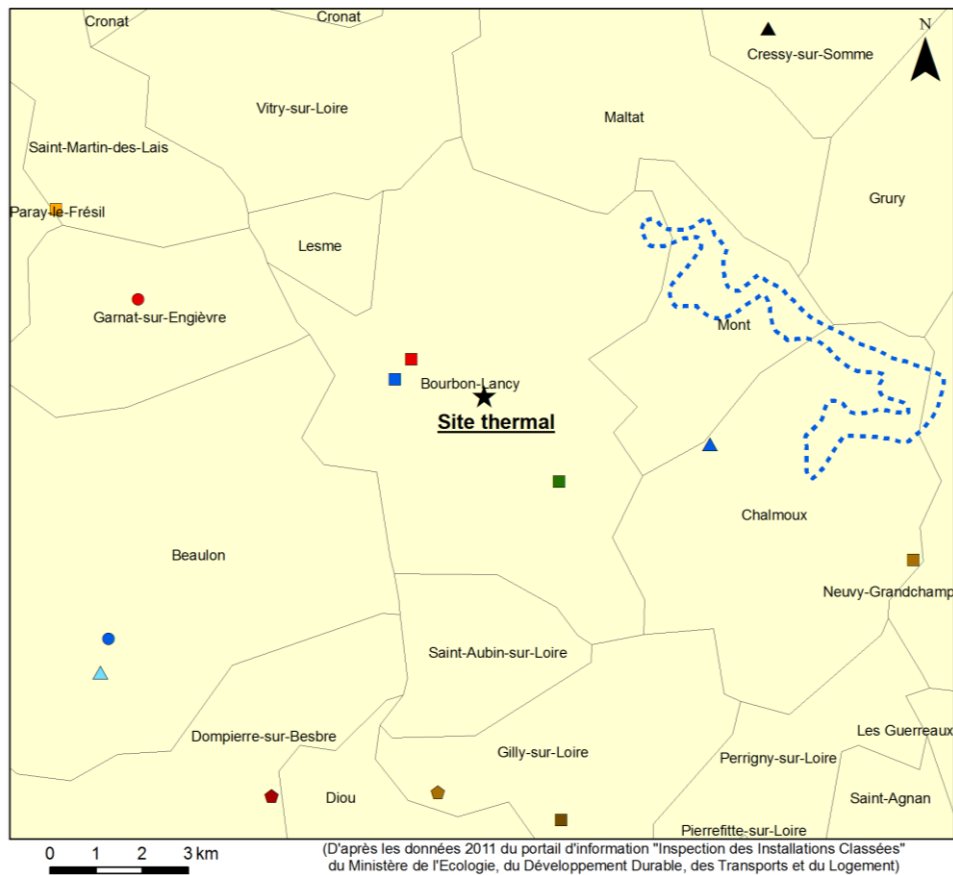 Cronat
Cronat
N
Cressy-sur-Somme
Vitry-sur-Loire
Maltat
Saint-Martin-des-Lais
Grury
Paray-le-Frésil
Lesme
Garnat-sur-Engièvre
Mont
Bourbon-Lancy
Site thermal
Chalmoux
Beaulon
Neuvy-Grandchamp
Saint-Aubin-sur-Loire
Les Guerreaux
Dompierre-sur-Besbre
Gilly-sur-Loire
Perrigny-sur-Loire
Diou
Saint-Agnan
Pierrefitte-sur-Loire
0 1 2 3 km
(D'après les données 2011 du portail d'information "Inspection des Installations Classées"
du Ministère de l'Ecologie, du Développement Durable, des Transports et du Logement)